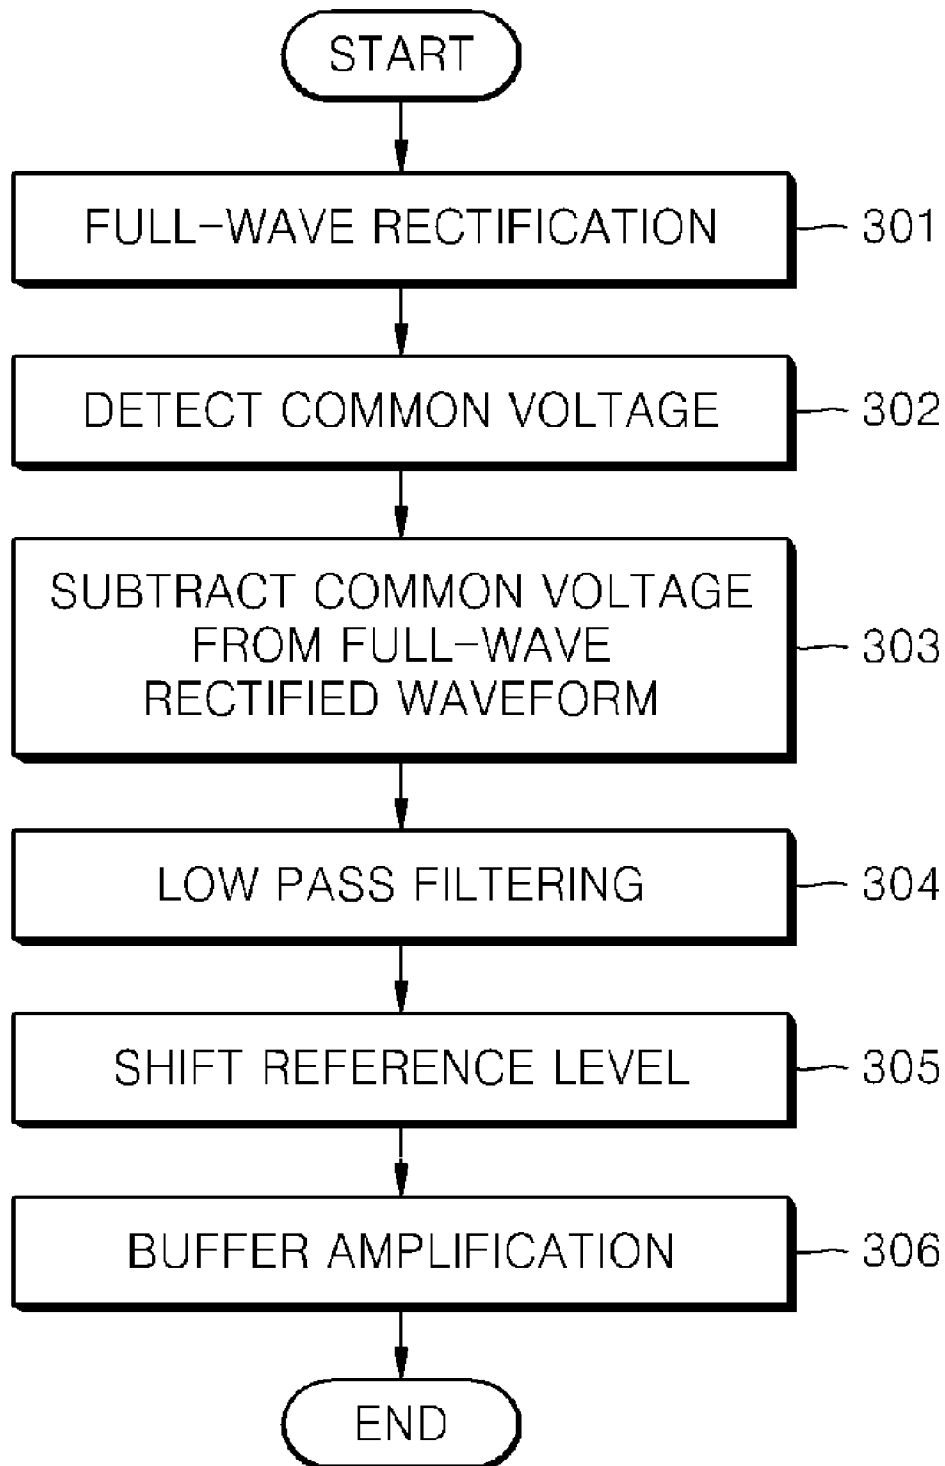 START
FULL-WAVE RECTIFICATION
301
DETECT COMMON VOLTAGE
302
SUBTRACT COMMON VOLTAGE
FROM FULL-WAVE
RECTIFIED WAVEFORM
303
LOW PASS FILTERING
304
SHIFT REFERENCE LEVEL
305
BUFFER AMPLIFICATION
306
END